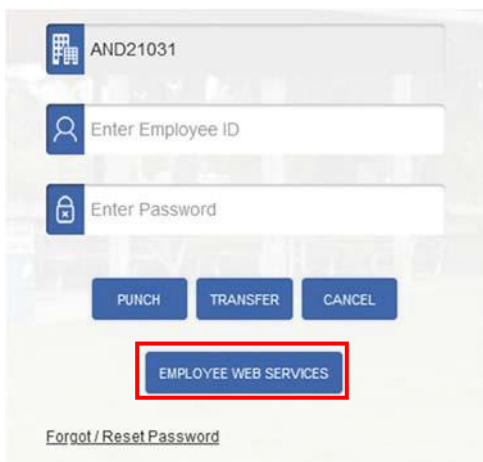 AND21031
Enter Employee ID
Enter Password
PUNCH TRANSFER CANCEL
EMPLOYEE WEB SERVICES
Forgot / Reset Password